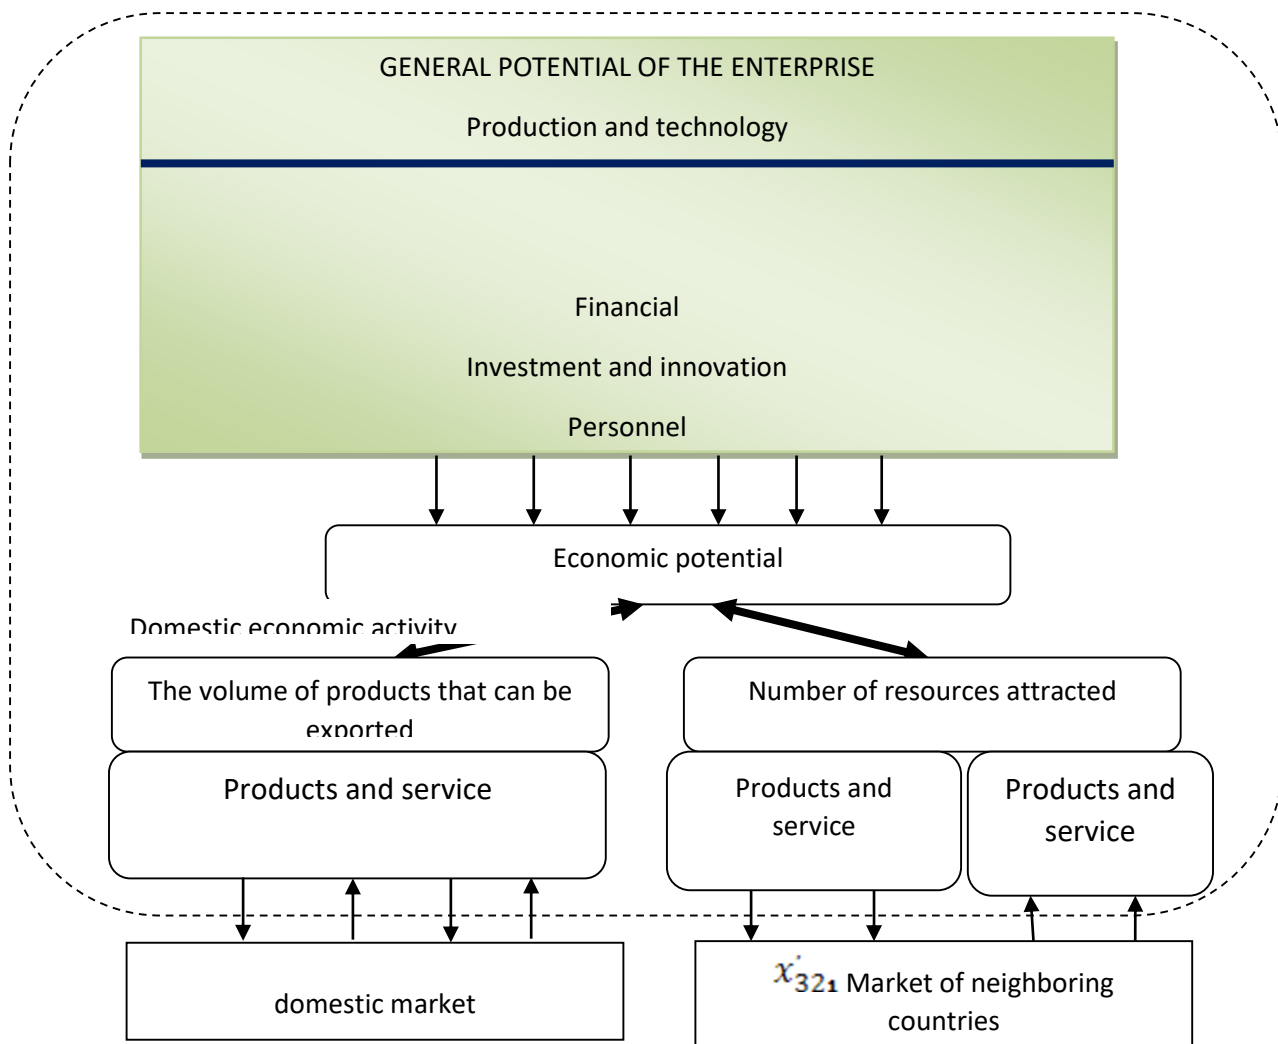 GENERAL POTENTIAL OF THE ENTERPRISE
Production and technology
Financial
Investment and innovation
Personnel
Economic potential
Domestic economic activity
The volume of products that can be
exported
Number of resources attracted
Products and service
Products and
service
Products and
service
domestic market
x′₃₂₁ Market of neighboring
countries